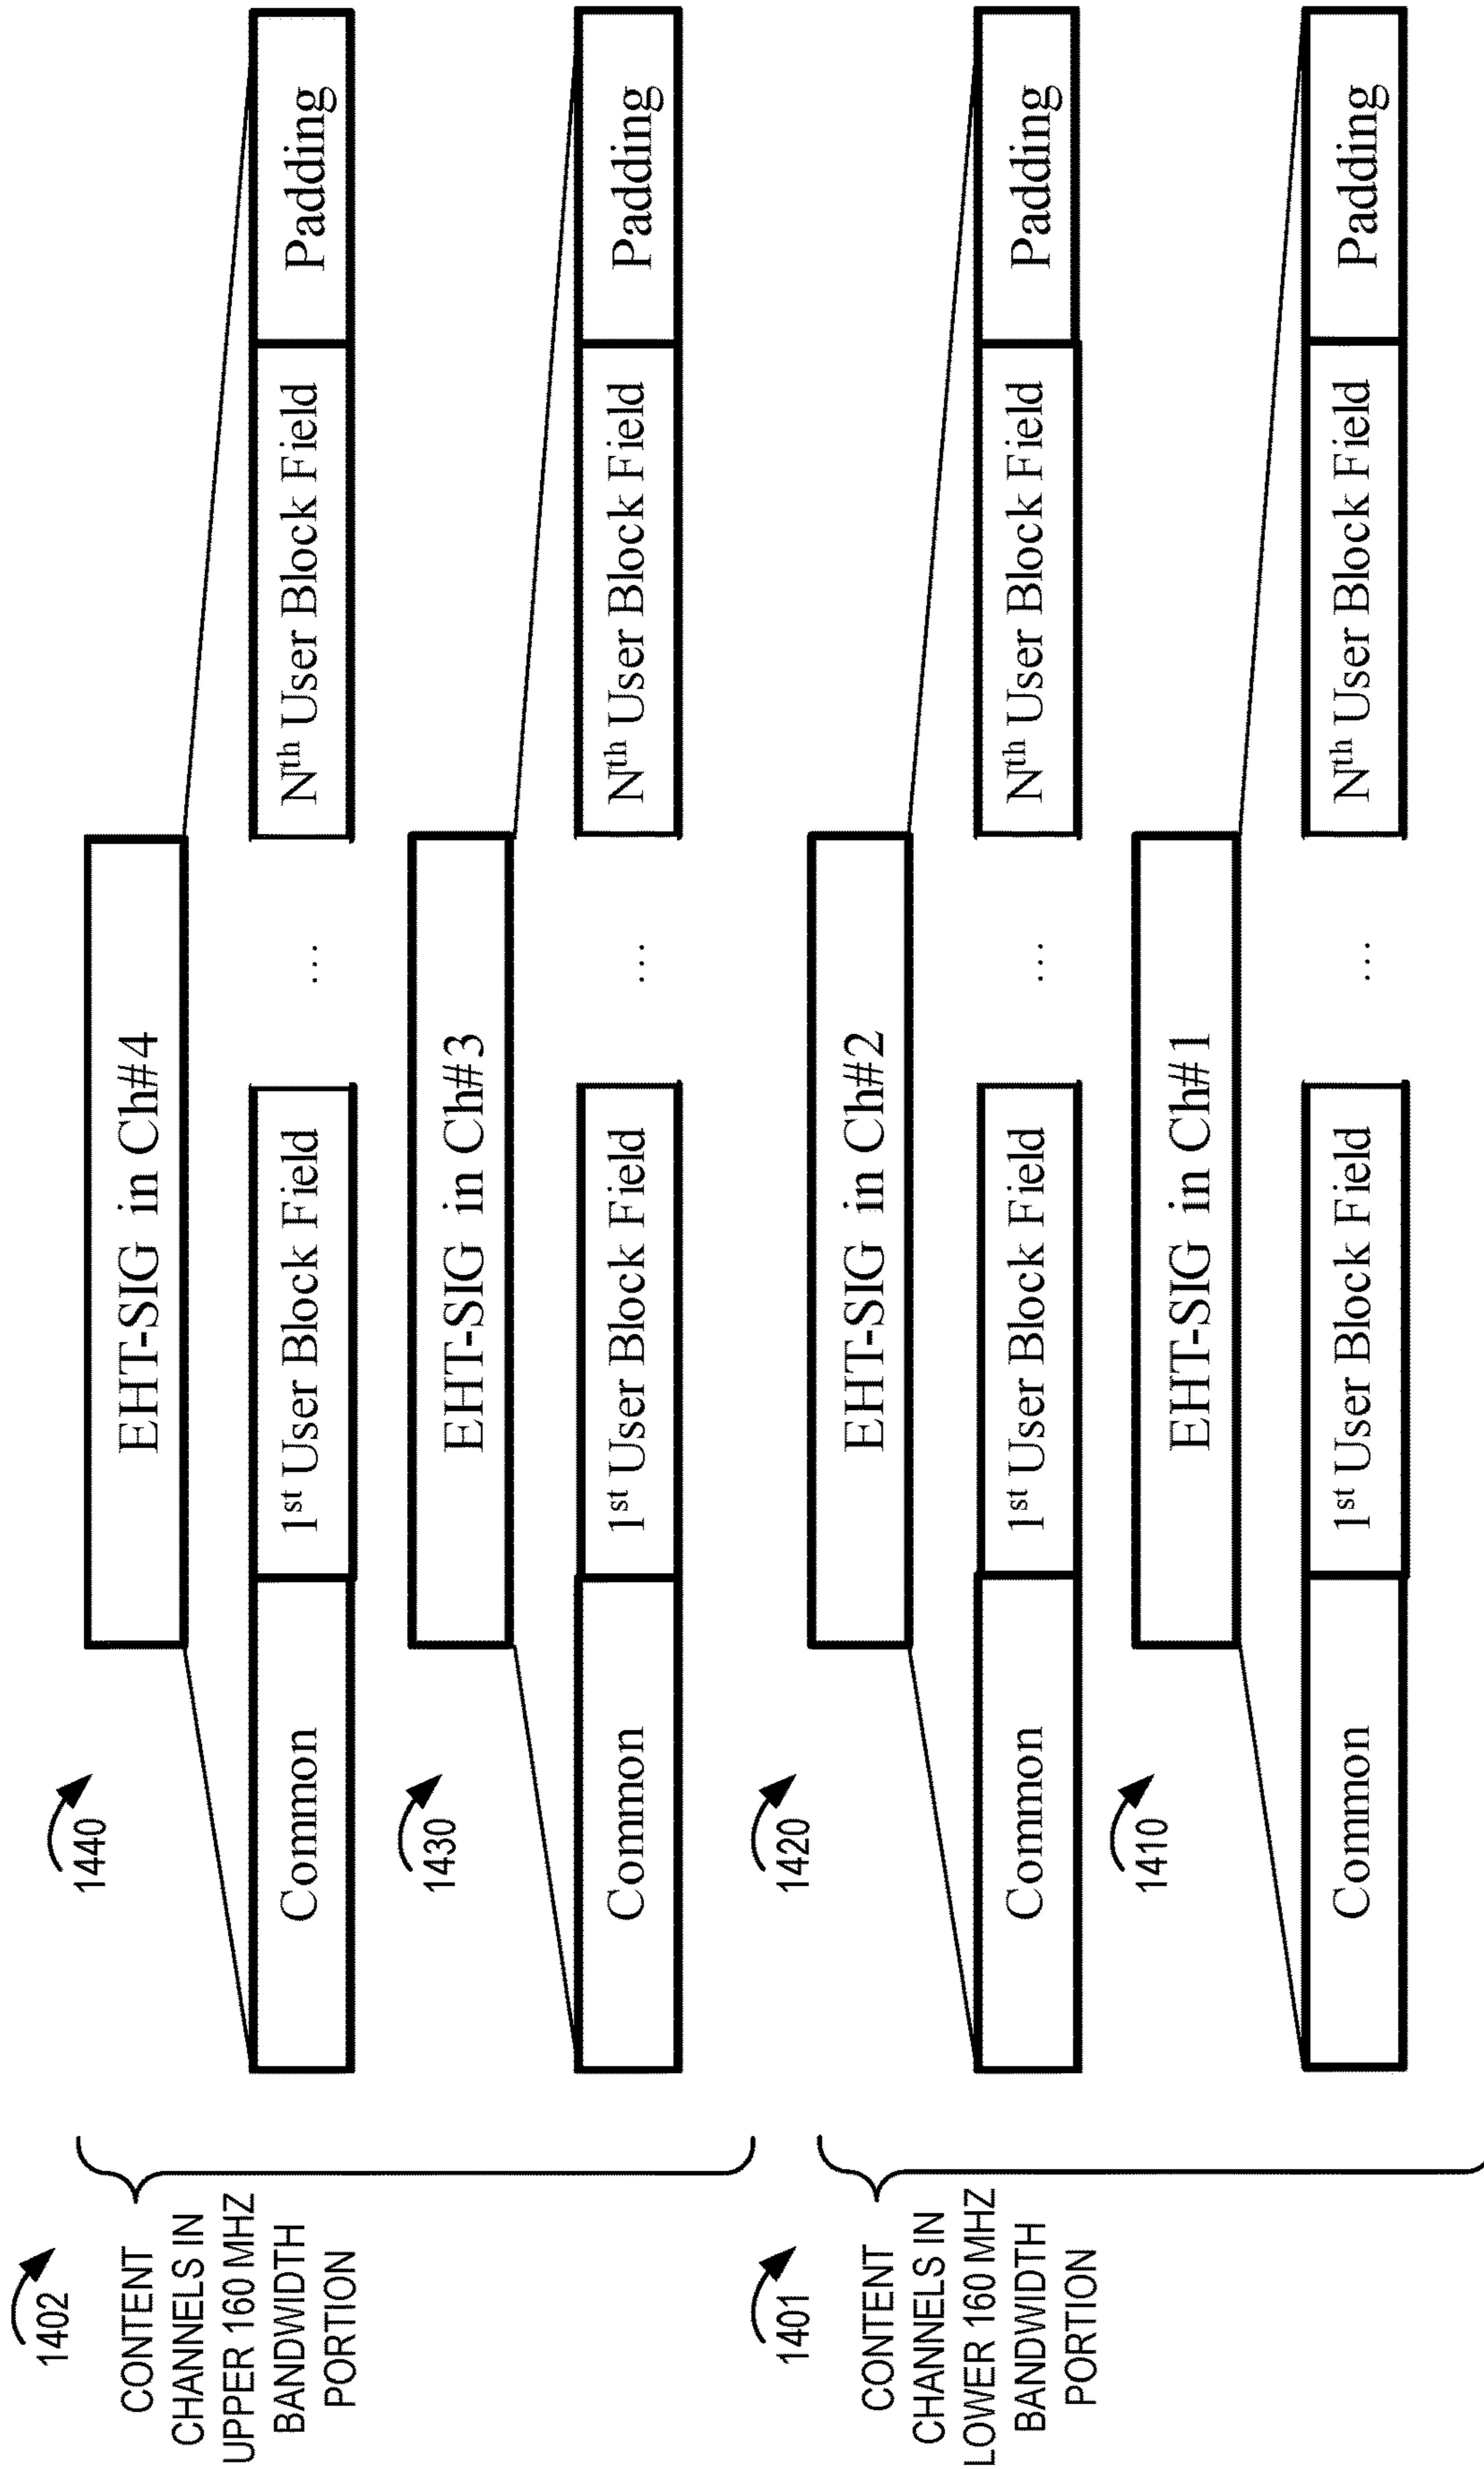 1402
CONTENT
CHANNELS IN
UPPER 160 MHZ
BANDWIDTH
PORTION
1440
EHT-SIG in Ch#4
Common
1st User Block Field
...
Nth User Block Field
Padding
1430
EHT-SIG in Ch#3
Common
1st User Block Field
...
Nth User Block Field
Padding
1401
CONTENT
CHANNELS IN
LOWER 160 MHZ
BANDWIDTH
PORTION
1420
EHT-SIG in Ch#2
Common
1st User Block Field
...
Nth User Block Field
Padding
1410
EHT-SIG in Ch#1
Common
1st User Block Field
...
Nth User Block Field
Padding